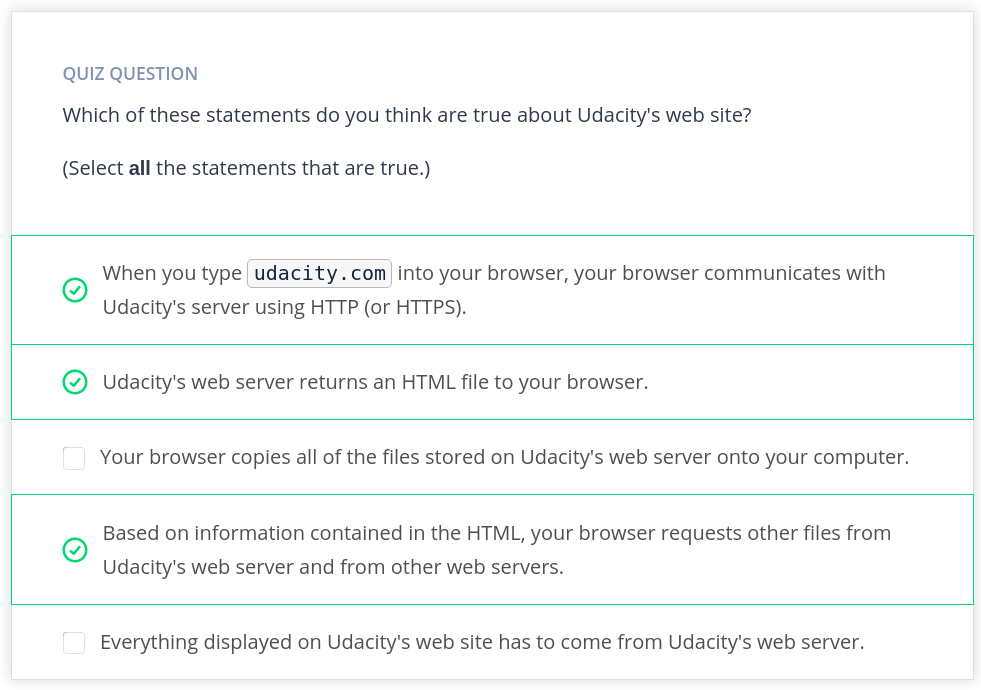 QUIZ QUESTION
Which of these statements do you think are true about Udacity's web site?
(Select all the statements that are true.)
When you type udacity.com into your browser, your browser communicates with
Udacity's server using HTTP (or HTTPS).
Udacity's web server returns an HTML file to your browser.
Your browser copies all of the files stored on Udacity's web server onto your computer.
Based on information contained in the HTML, your browser requests other files from
Udacity's web server and from other web servers.
Everything displayed on Udacity's web site has to come from Udacity's web server.